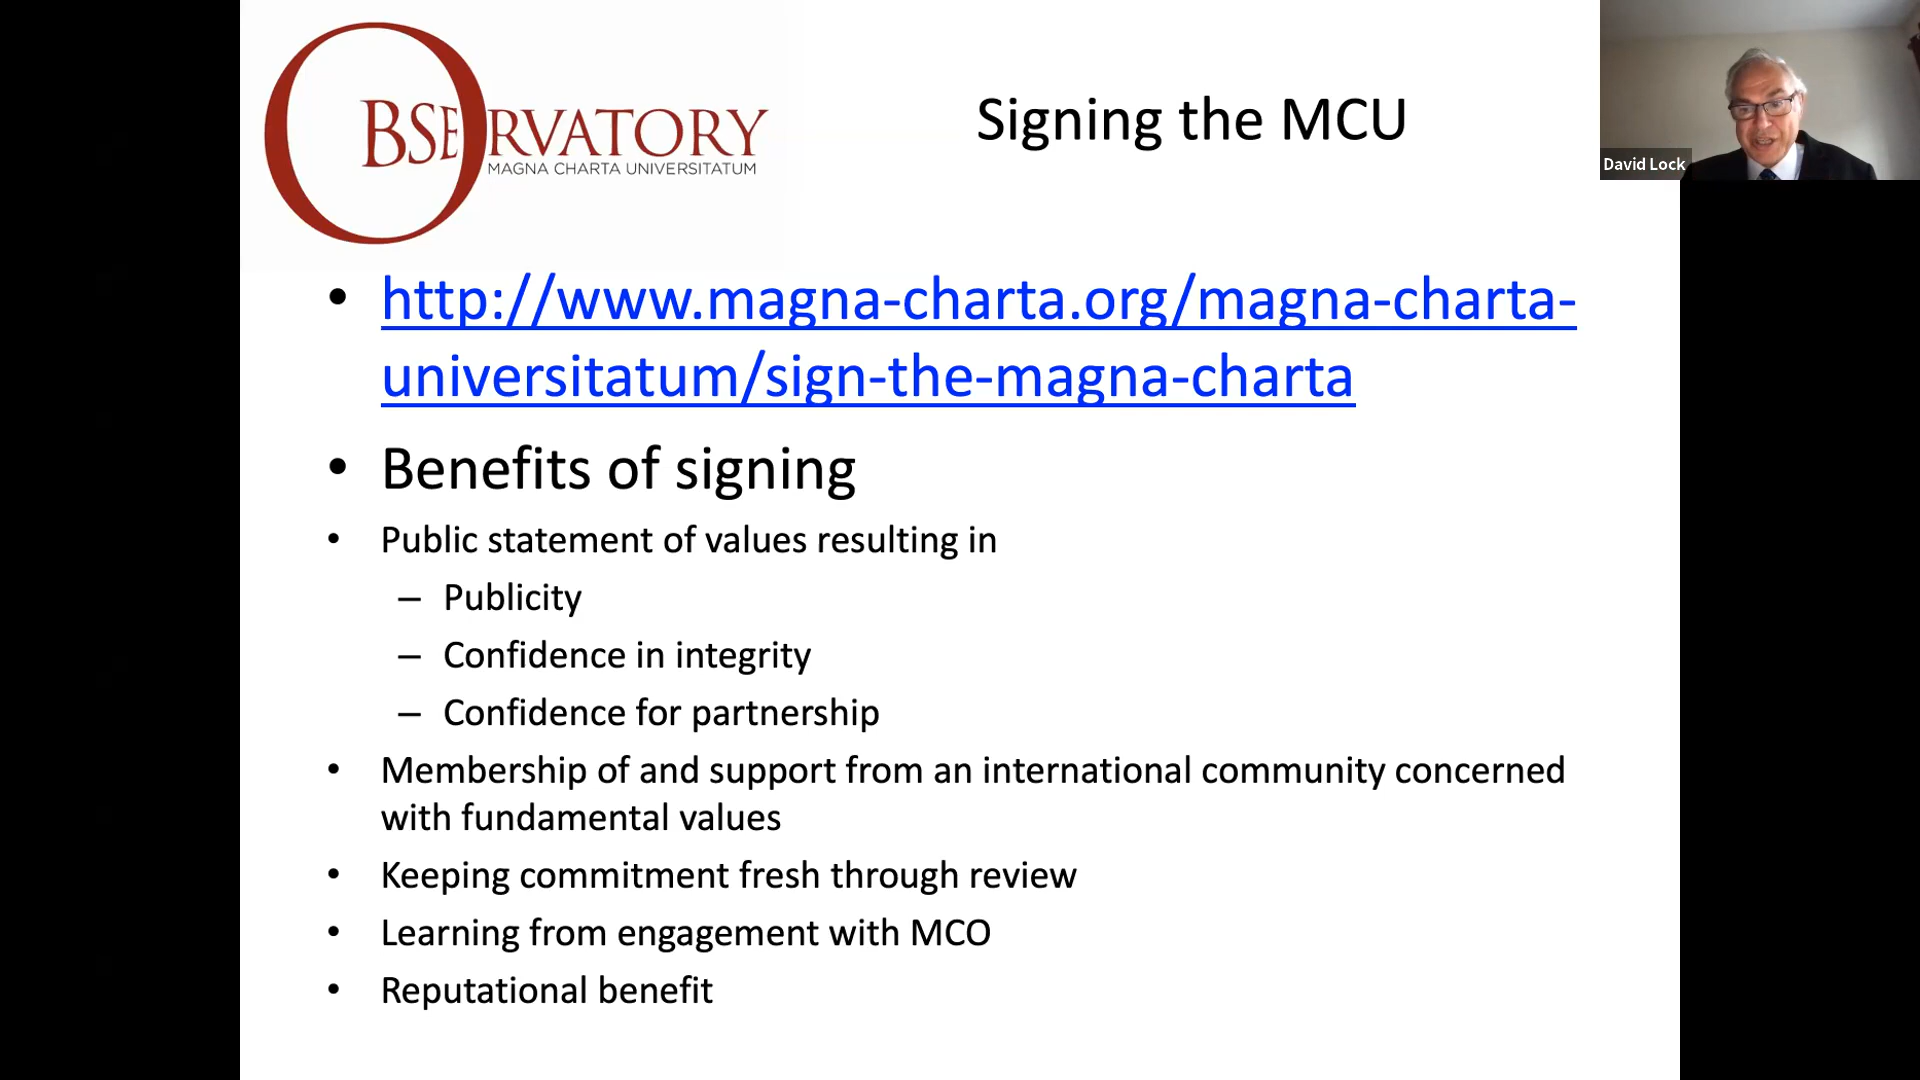 OBSERVATORY
MAGNA CHARTA UNIVERSITATUM
Signing the MCU
David Lock
• http://www.magna-charta.org/magna-charta-
universitatum/sign-the-magna-charta
• Benefits of signing
• Public statement of values resulting in
– Publicity
– Confidence in integrity
– Confidence for partnership
• Membership of and support from an international community concerned
with fundamental values
• Keeping commitment fresh through review
• Learning from engagement with MCO
• Reputational benefit